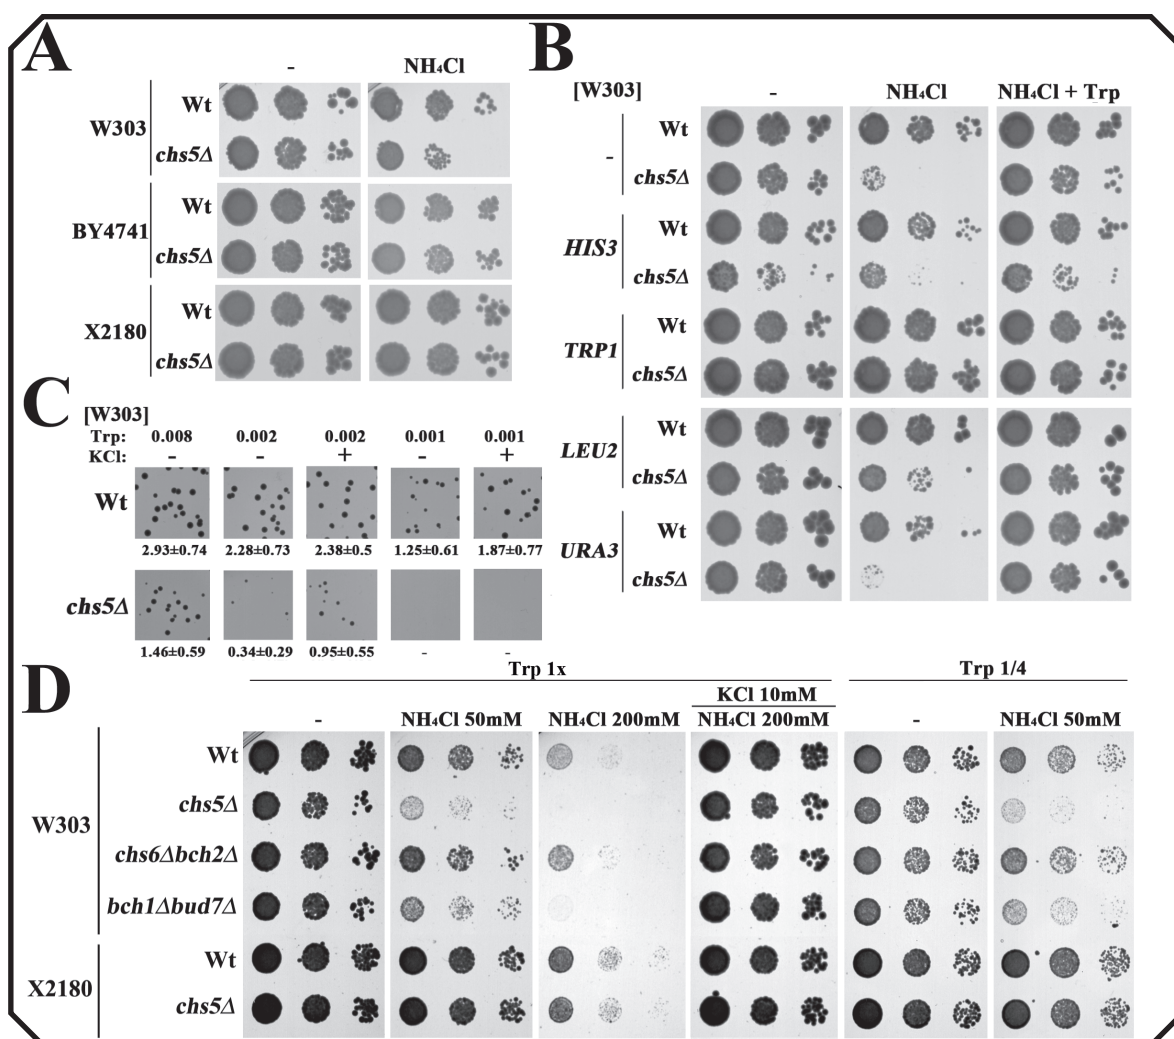 A
- NH₄Cl
W303
Wt
chs5Δ
BY4741
Wt
chs5Δ
X2180
Wt
chs5Δ
B
[W303]
- NH₄Cl NH₄Cl + Trp
-
Wt
chs5Δ
HIS3
Wt
chs5Δ
TRP1
Wt
chs5Δ
LEU2
Wt
chs5Δ
URA3
Wt
chs5Δ
C
[W303]
Trp: 0.008 0.002 0.002 0.001 0.001
KCl: - - + - +
Wt
2.93±0.74 2.28±0.73 2.38±0.5 1.25±0.61 1.87±0.77
chs5Δ
1.46±0.59 0.34±0.29 0.95±0.55 - -
D
Trp 1x Trp 1/4
KCl 10mM
- NH₄Cl 50mM NH₄Cl 200mM NH₄Cl 200mM - NH₄Cl 50mM
W303
Wt
chs5Δ
chs6Δbch2Δ
bch1Δbud7Δ
X2180
Wt
chs5Δ